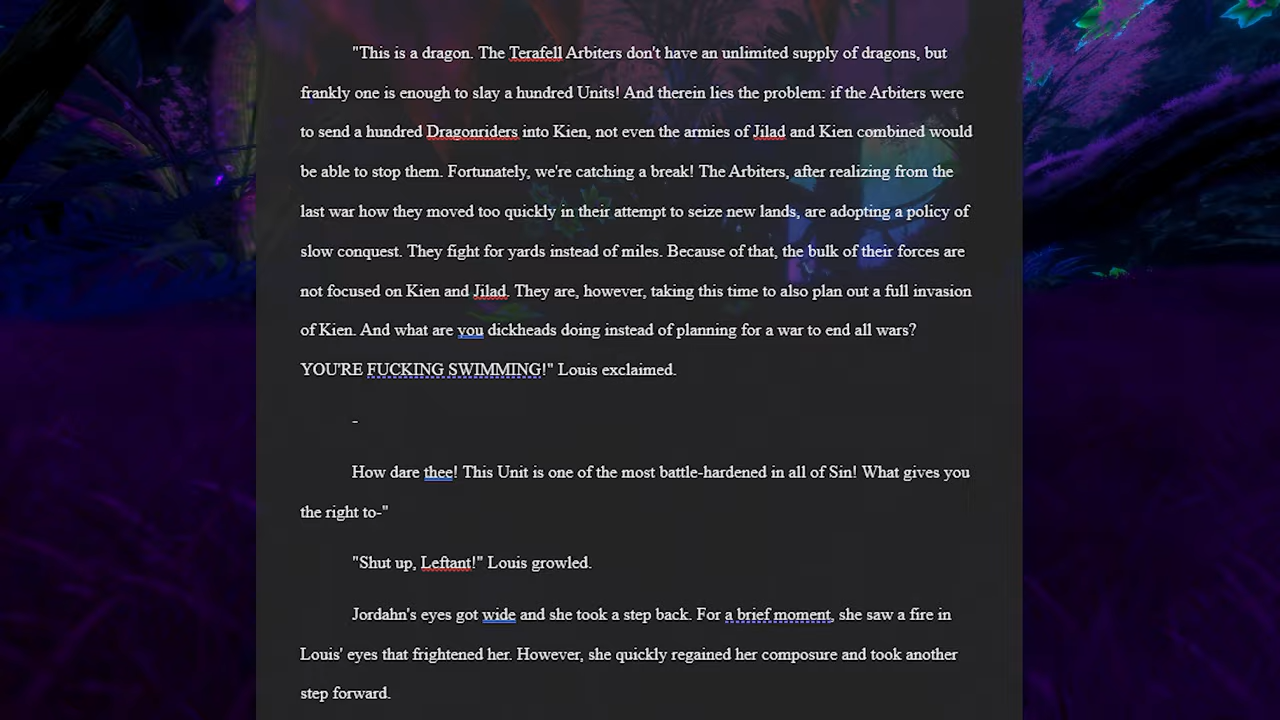 "This is a dragon. The Terafell Arbiters don't have an unlimited supply of dragons, but
frankly one is enough to slay a hundred Units! And therein lies the problem: if the Arbiters were
to send a hundred Dragonriders into Kien, not even the armies of Jilad and Kien combined would
be able to stop them. Fortunately, we're catching a break! The Arbiters, after realizing from the
last war how they moved too quickly in their attempt to seize new lands, are adopting a policy of
slow conquest. They fight for yards instead of miles. Because of that, the bulk of their forces are
not focused on Kien and Jilad. They are, however, taking this time to also plan out a full invasion
of Kien. And what are you dickheads doing instead of planning for a war to end all wars?
YOU'RE FUCKING SWIMMING!" Louis exclaimed.
-
How dare thee! This Unit is one of the most battle-hardened in all of Sin! What gives you
the right to-"
"Shut up, Leftant!" Louis growled.
Jordahn's eyes got wide and she took a step back. For a brief moment, she saw a fire in
Louis' eyes that frightened her. However, she quickly regained her composure and took another
step forward.